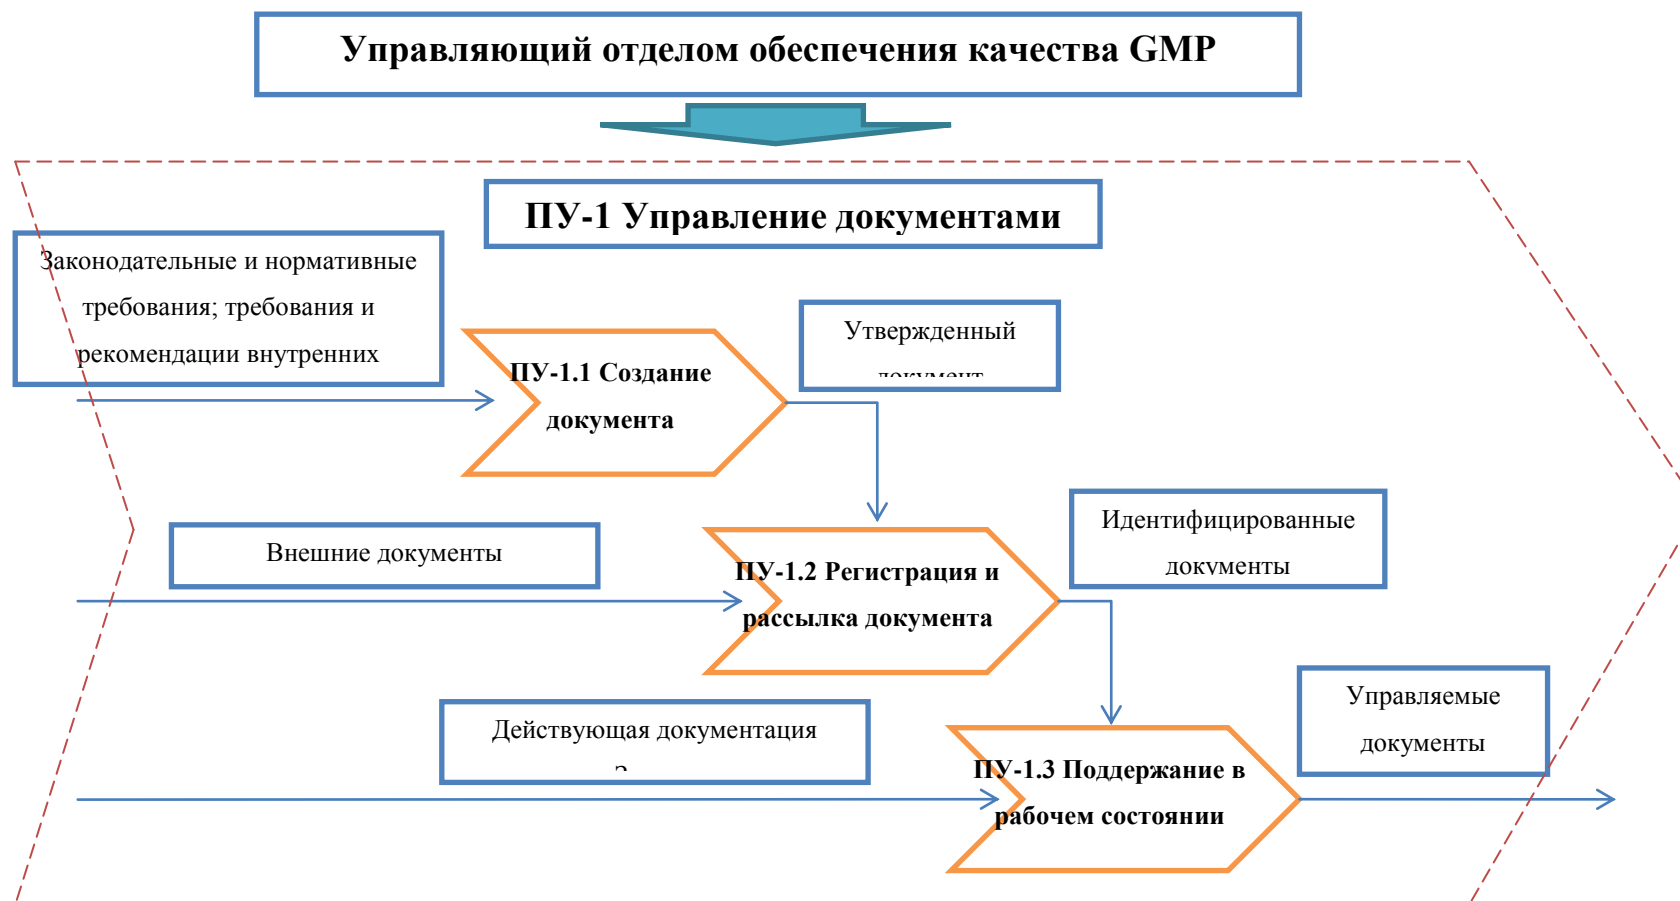 Управляющий отделом обеспечения качества GMP
ПУ-1 Управление документами
Законодательные и нормативные
требования; требования и
рекомендации внутренних
ПУ-1.1 Создание
документа
Утвержденный
документ
Внешние документы
ПУ-1.2 Регистрация и
рассылка документа
Идентифицированные
документы
Действующая документация
ПУ-1.3 Поддержание в
рабочем состоянии
Управляемые
документы